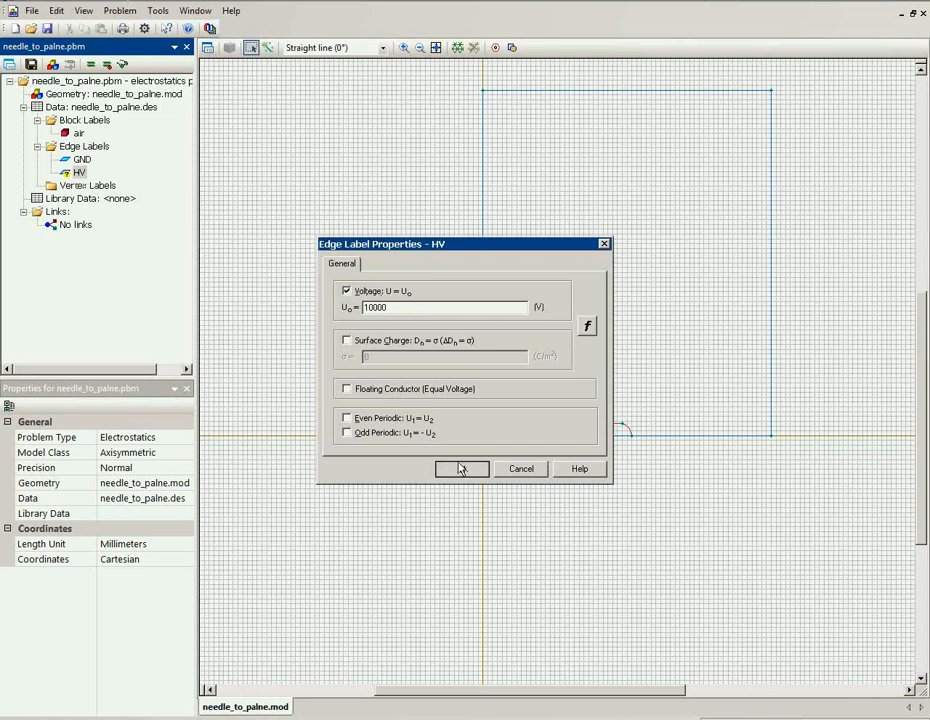 File Edit View Problem Tools Window Help
Straight line (0°)
needle_to_palne.pbm
needle_to_palne.pbm - electrostatics p
Geometry: needle_to_palne.mod
Data: needle_to_palne.des
Block Labels
air
Edge Labels
GND
HV
Vertex Labels
Library Data: <none>
Links:
No links
Edge Label Properties - HV
General
Voltage: U = U₀
U₀ = 10000 (V)
f
Surface Charge: Dₙ = σ (ΔDₙ = σ)
σ = 0 (C/m²)
Floating Conductor (Equal Voltage)
Even Periodic: U₁ = U₂
Odd Periodic: U₁ = - U₂
Cancel Help
Properties for needle_to_palne.pbm
General
Problem Type Electrostatics
Model Class Axisymmetric
Precision Normal
Geometry needle_to_palne.mod
Data needle_to_palne.des
Library Data
Coordinates
Length Unit Millimeters
Coordinates Cartesian
needle_to_palne.mod